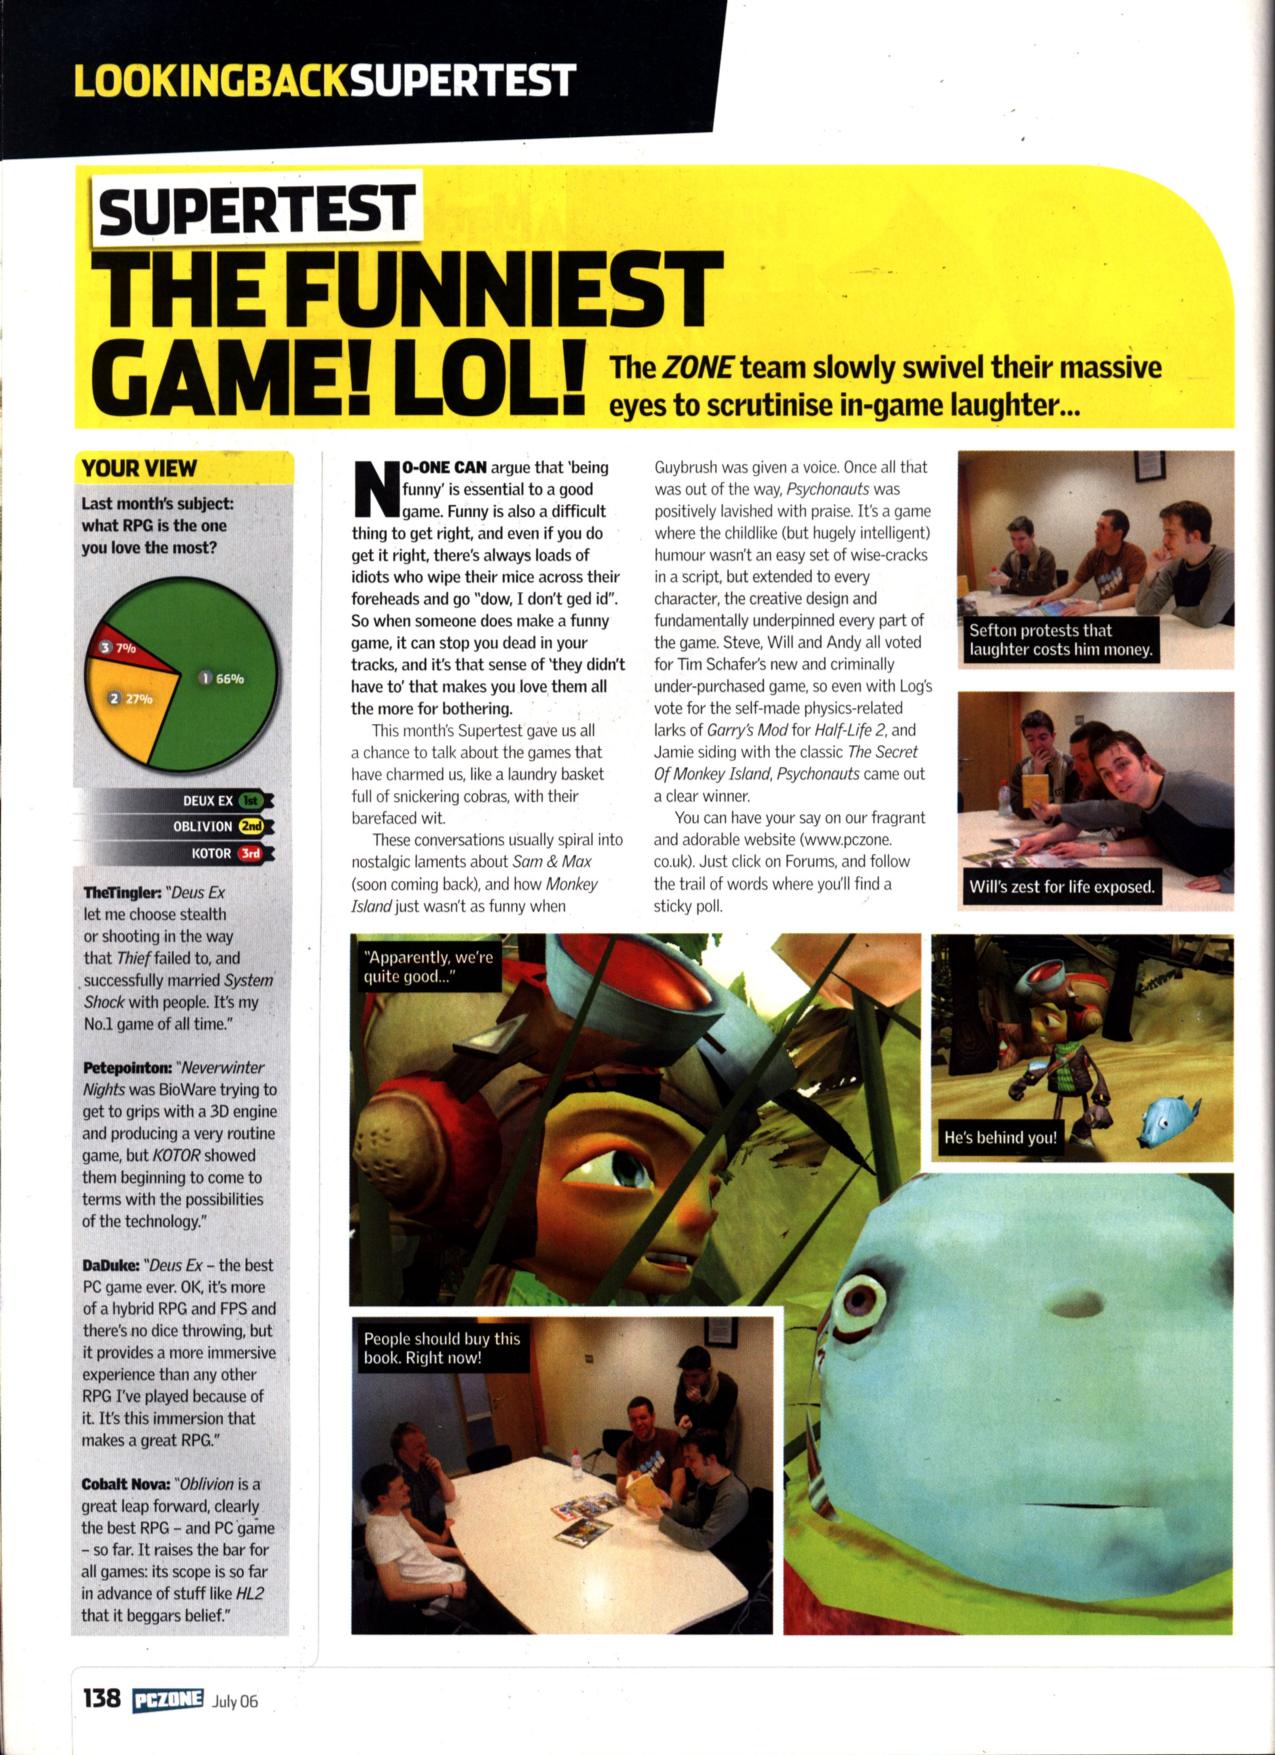 LOOKINGBACKSUPERTEST
SUPERTEST
THE FUNNIEST
GAME! LOL!
The ZONE team slowly swivel their massive
eyes to scrutinise in-game laughter...
YOUR VIEW
Last month's subject:
what RPG is the one
you love the most?
3 7%
1 66%
2 27%
DEUX EX 1st
OBLIVION 2nd
KOTOR 3rd
TheTingler: "Deus Ex
let me choose stealth
or shooting in the way
that Thief failed to, and
successfully married System
Shock with people. It's my
No.1 game of all time."
Petepointon: "Neverwinter
Nights was BioWare trying to
get to grips with a 3D engine
and producing a very routine
game, but KOTOR showed
them beginning to come to
terms with the possibilities
of the technology."
DaDuke: "Deus Ex – the best
PC game ever. OK, it's more
of a hybrid RPG and FPS and
there's no dice throwing, but
it provides a more immersive
experience than any other
RPG I've played because of
it. It's this immersion that
makes a great RPG."
Cobalt Nova: "Oblivion is a
great leap forward, clearly
the best RPG – and PC game
– so far. It raises the bar for
all games: its scope is so far
in advance of stuff like HL2
that it beggars belief."
NO-ONE CAN argue that 'being
funny' is essential to a good
game. Funny is also a difficult
thing to get right, and even if you do
get it right, there's always loads of
idiots who wipe their mice across their
foreheads and go "dow, I don't ged id".
So when someone does make a funny
game, it can stop you dead in your
tracks, and it's that sense of 'they didn't
have to' that makes you love them all
the more for bothering.
This month's Supertest gave us all
a chance to talk about the games that
have charmed us, like a laundry basket
full of snickering cobras, with their
barefaced wit.
These conversations usually spiral into
nostalgic laments about Sam & Max
(soon coming back), and how Monkey
Island just wasn't as funny when
Guybrush was given a voice. Once all that
was out of the way, Psychonauts was
positively lavished with praise. It's a game
where the childlike (but hugely intelligent)
humour wasn't an easy set of wise-cracks
in a script, but extended to every
character, the creative design and
fundamentally underpinned every part of
the game. Steve, Will and Andy all voted
for Tim Schafer's new and criminally
under-purchased game, so even with Log's
vote for the self-made physics-related
larks of Garry's Mod for Half-Life 2, and
Jamie siding with the classic The Secret
Of Monkey Island, Psychonauts came out
a clear winner.
You can have your say on our fragrant
and adorable website (www.pczone.
co.uk). Just click on Forums, and follow
the trail of words where you'll find a
sticky poll.
Sefton protests that
laughter costs him money.
Will's zest for life exposed.
"Apparently, we're
quite good..."
He's behind you!
People should buy this
book. Right now!
138 PCZONE July 06